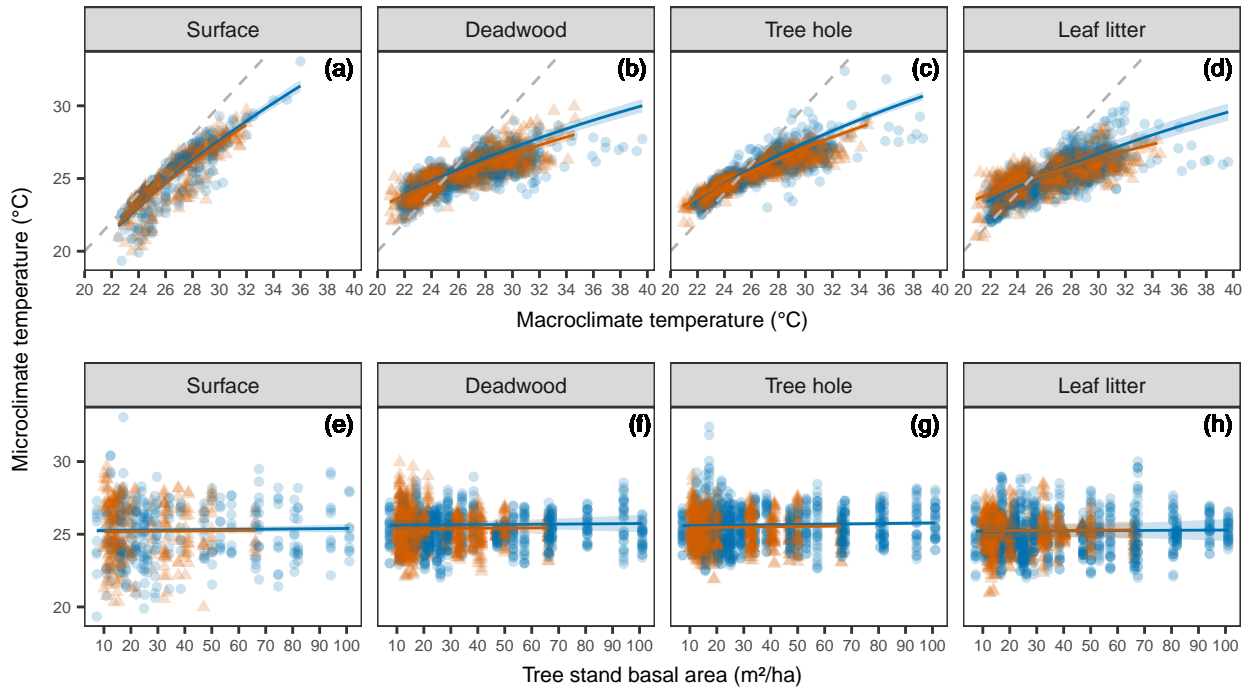 Surface Deadwood Tree hole Leaf litter
(a) (b) (c) (d)
Microclimate temperature (°C)
30
25
20
20 22 24 26 28 30 32 34 36 38 40 20 22 24 26 28 30 32 34 36 38 40 20 22 24 26 28 30 32 34 36 38 40 20 22 24 26 28 30 32 34 36 38 40
Macroclimate temperature (°C)
Surface Deadwood Tree hole Leaf litter
(e) (f) (g) (h)
30
25
20
10 20 30 40 50 60 70 80 90 100 10 20 30 40 50 60 70 80 90 100 10 20 30 40 50 60 70 80 90 100 10 20 30 40 50 60 70 80 90 100
Tree stand basal area (m²/ha)